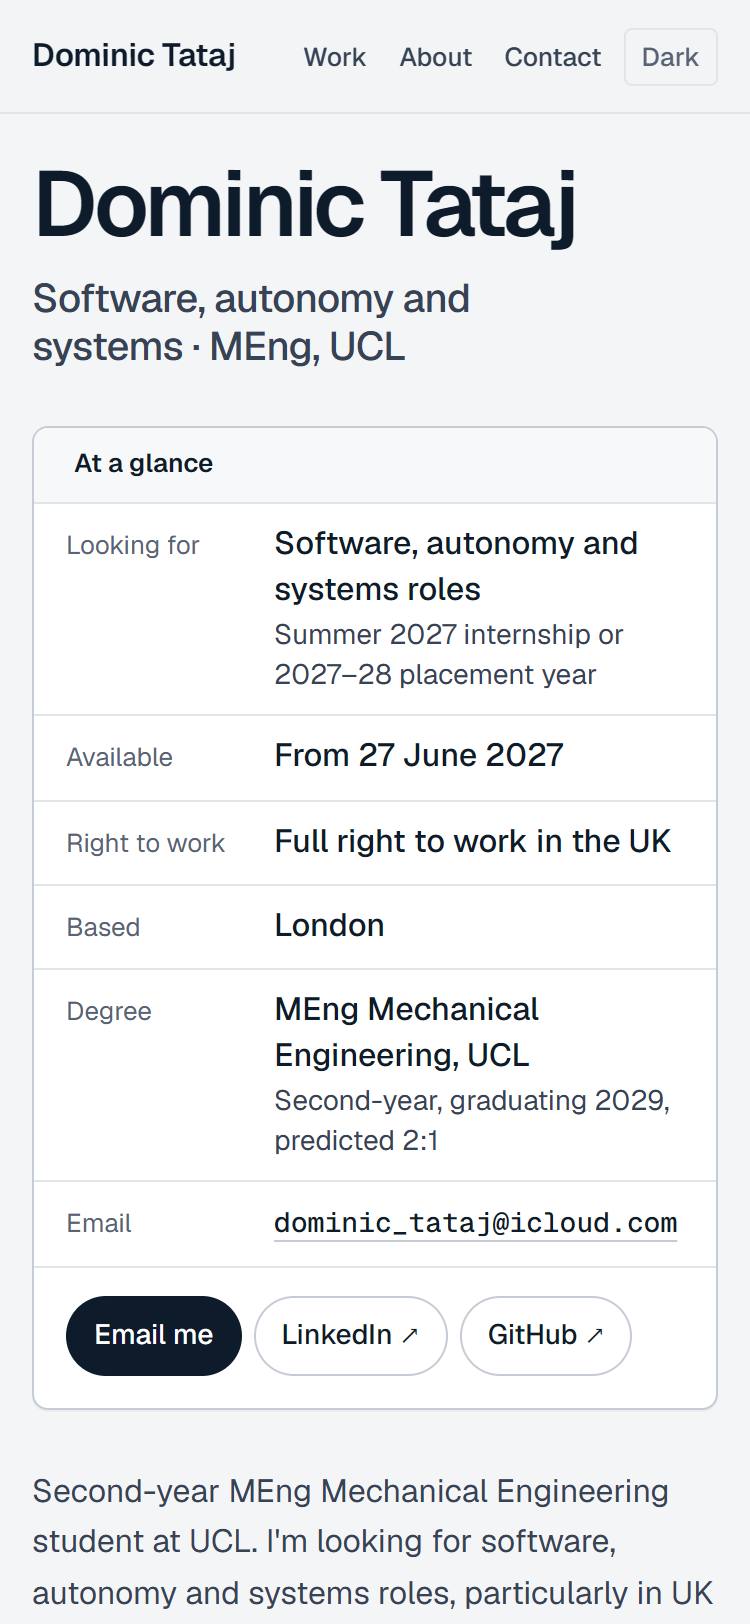 Dominic Tataj
Work About Contact Dark
Dominic Tataj
Software, autonomy and
systems · MEng, UCL
At a glance
Looking for
Software, autonomy and
systems roles
Summer 2027 internship or
2027–28 placement year
Available
From 27 June 2027
Right to work
Full right to work in the UK
Based
London
Degree
MEng Mechanical
Engineering, UCL
Second-year, graduating 2029,
predicted 2:1
Email
dominic_tataj@icloud.com
Email me LinkedIn ↗ GitHub ↗
Second-year MEng Mechanical Engineering
student at UCL. I'm looking for software,
autonomy and systems roles, particularly in UK